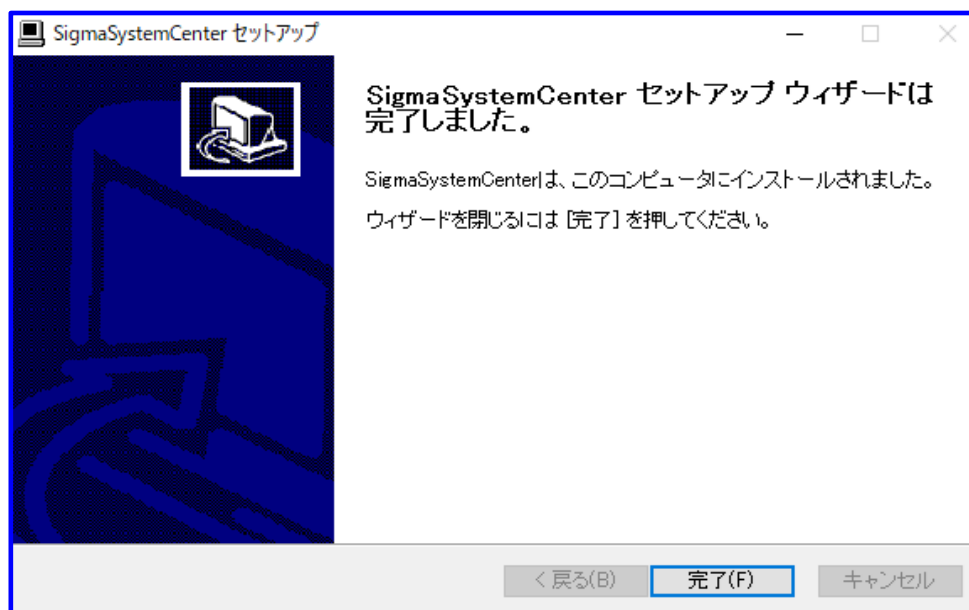 SigmaSystemCenter セットアップ
SigmaSystemCenter セットアップ ウィザードは
完了しました。
SigmaSystemCenterは、このコンピュータにインストールされました。
ウィザードを閉じるには [完了] を押してください。
< 戻る(B)
完了(F)
キャンセル